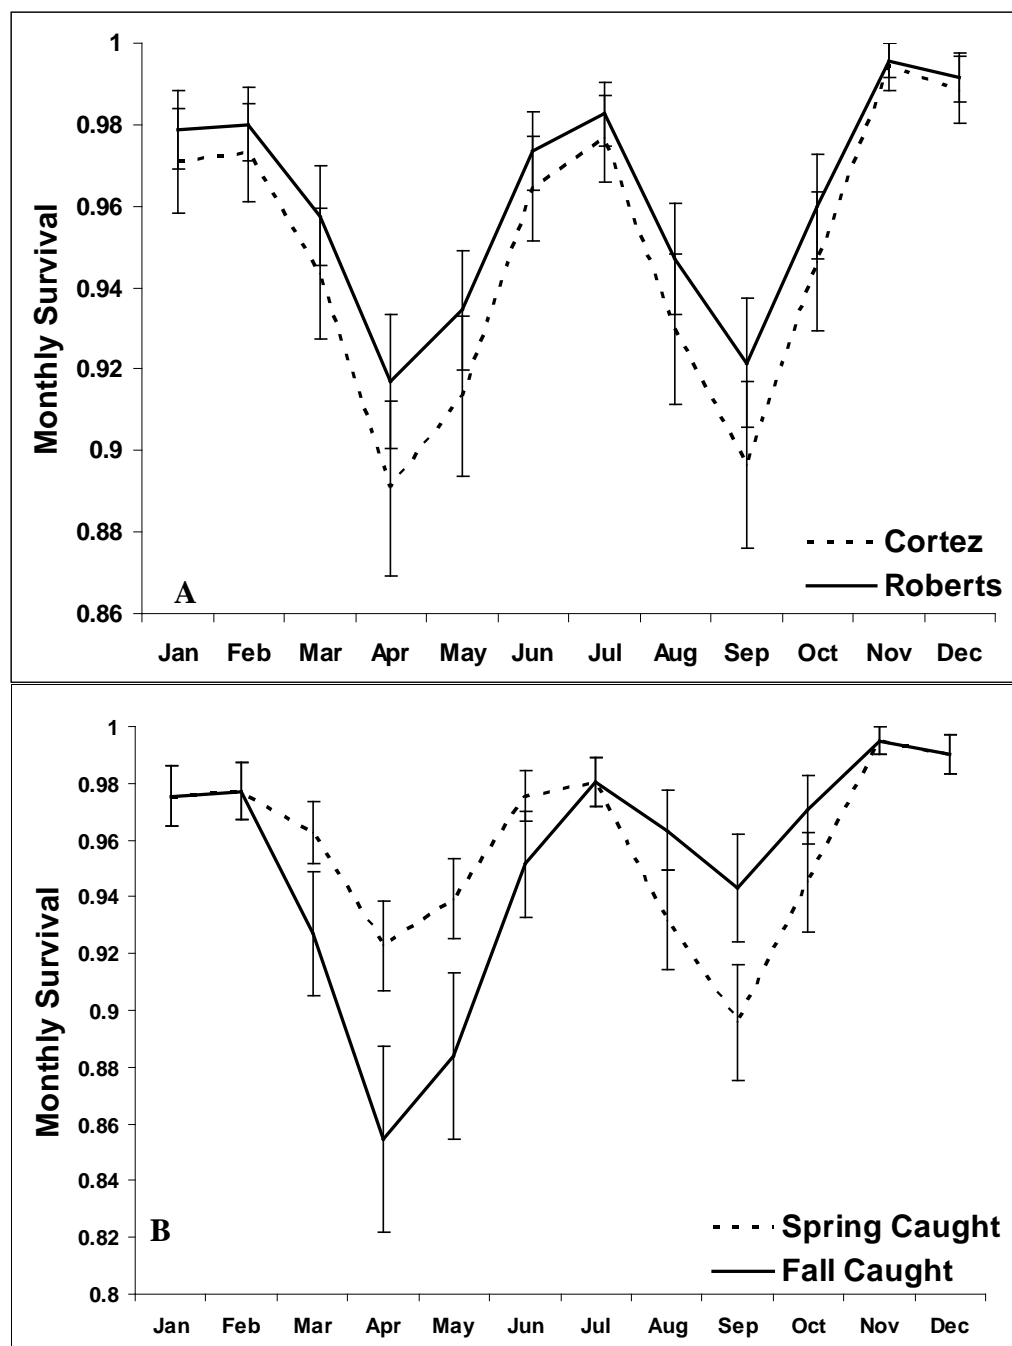 1
0.98
0.96
0.94
0.92
0.9
0.88
0.86
Monthly Survival
Cortez
Roberts
A
Jan Feb Mar Apr May Jun Jul Aug Sep Oct Nov Dec
1
0.98
0.96
0.94
0.92
0.9
0.88
0.86
0.84
0.82
0.8
Monthly Survival
Spring Caught
Fall Caught
B
Jan Feb Mar Apr May Jun Jul Aug Sep Oct Nov Dec